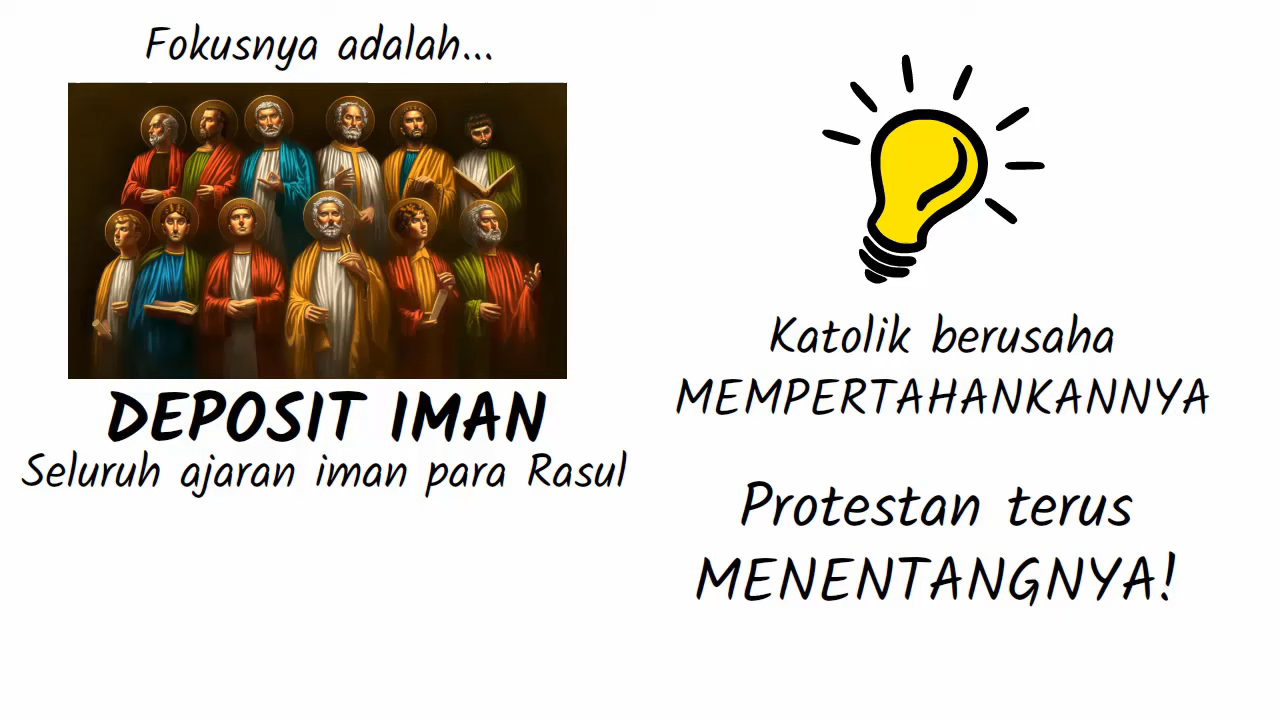 Fokusnya adalah...
DEPOSIT IMAN
Seluruh ajaran iman para Rasul
Katolik berusaha
MEMPERTAHANKANNYA
Protestan terus
MENENTANGNYA!